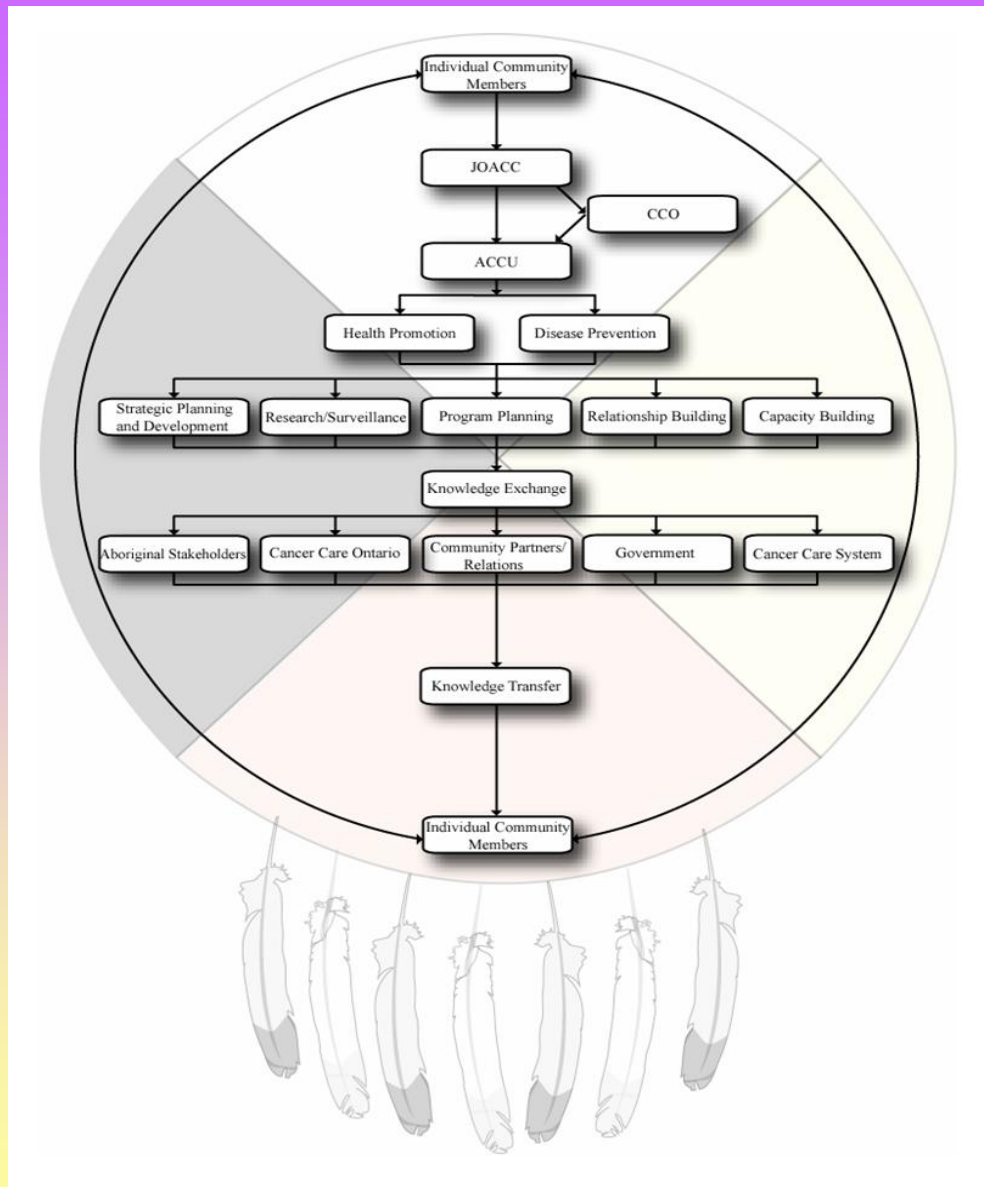 Individual Community
Members
JOACC
CCO
ACCU
Health Promotion
Disease Prevention
Strategic Planning
and Development
Research/Surveillance
Program Planning
Relationship Building
Capacity Building
Knowledge Exchange
Aboriginal Stakeholders
Cancer Care Ontario
Community Partners/
Relations
Government
Cancer Care System
Knowledge Transfer
Individual Community
Members